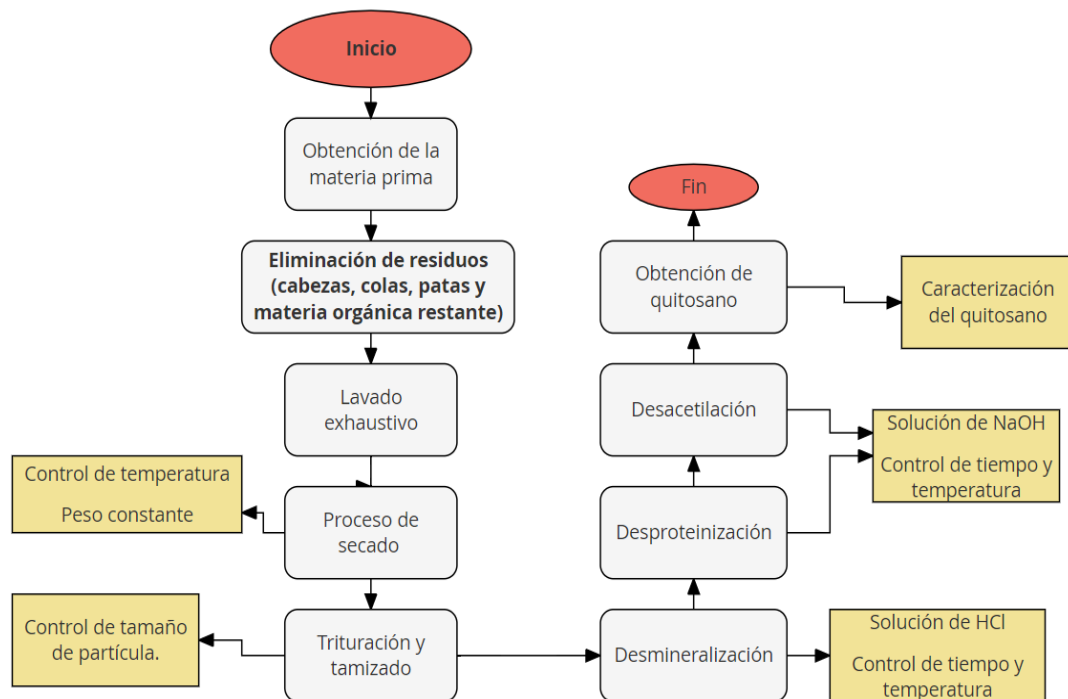 Inicio
Obtención de la
materia prima
Eliminación de residuos
(cabezas, colas, patas y
materia orgánica restante)
Lavado
exhaustivo
Control de temperatura
Peso constante
Proceso de
secado
Control de tamaño
de partícula.
Trituración y
tamizado
Fin
Obtención de
quitosano
Caracterización
del quitosano
Desacetilación
Solución de NaOH
Control de tiempo y
temperatura
Desproteinización
Desmineralización
Solución de HCl
Control de tiempo y
temperatura